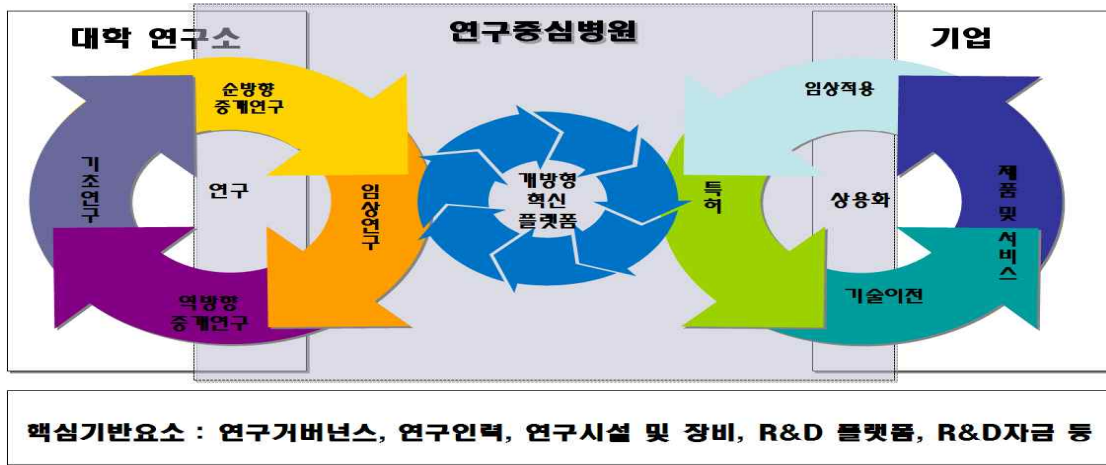 대학 연구소
연구중심병원
기업
순방향
중개연구
기초연구
연구
임상연구
역방향
중개연구
개방형
혁신
플랫폼
임상적용
특허
상용화
제품 및 서비스
기술이전
핵심기반요소 : 연구거버넌스, 연구인력, 연구시설 및 장비, R&D 플랫폼, R&D자금 등